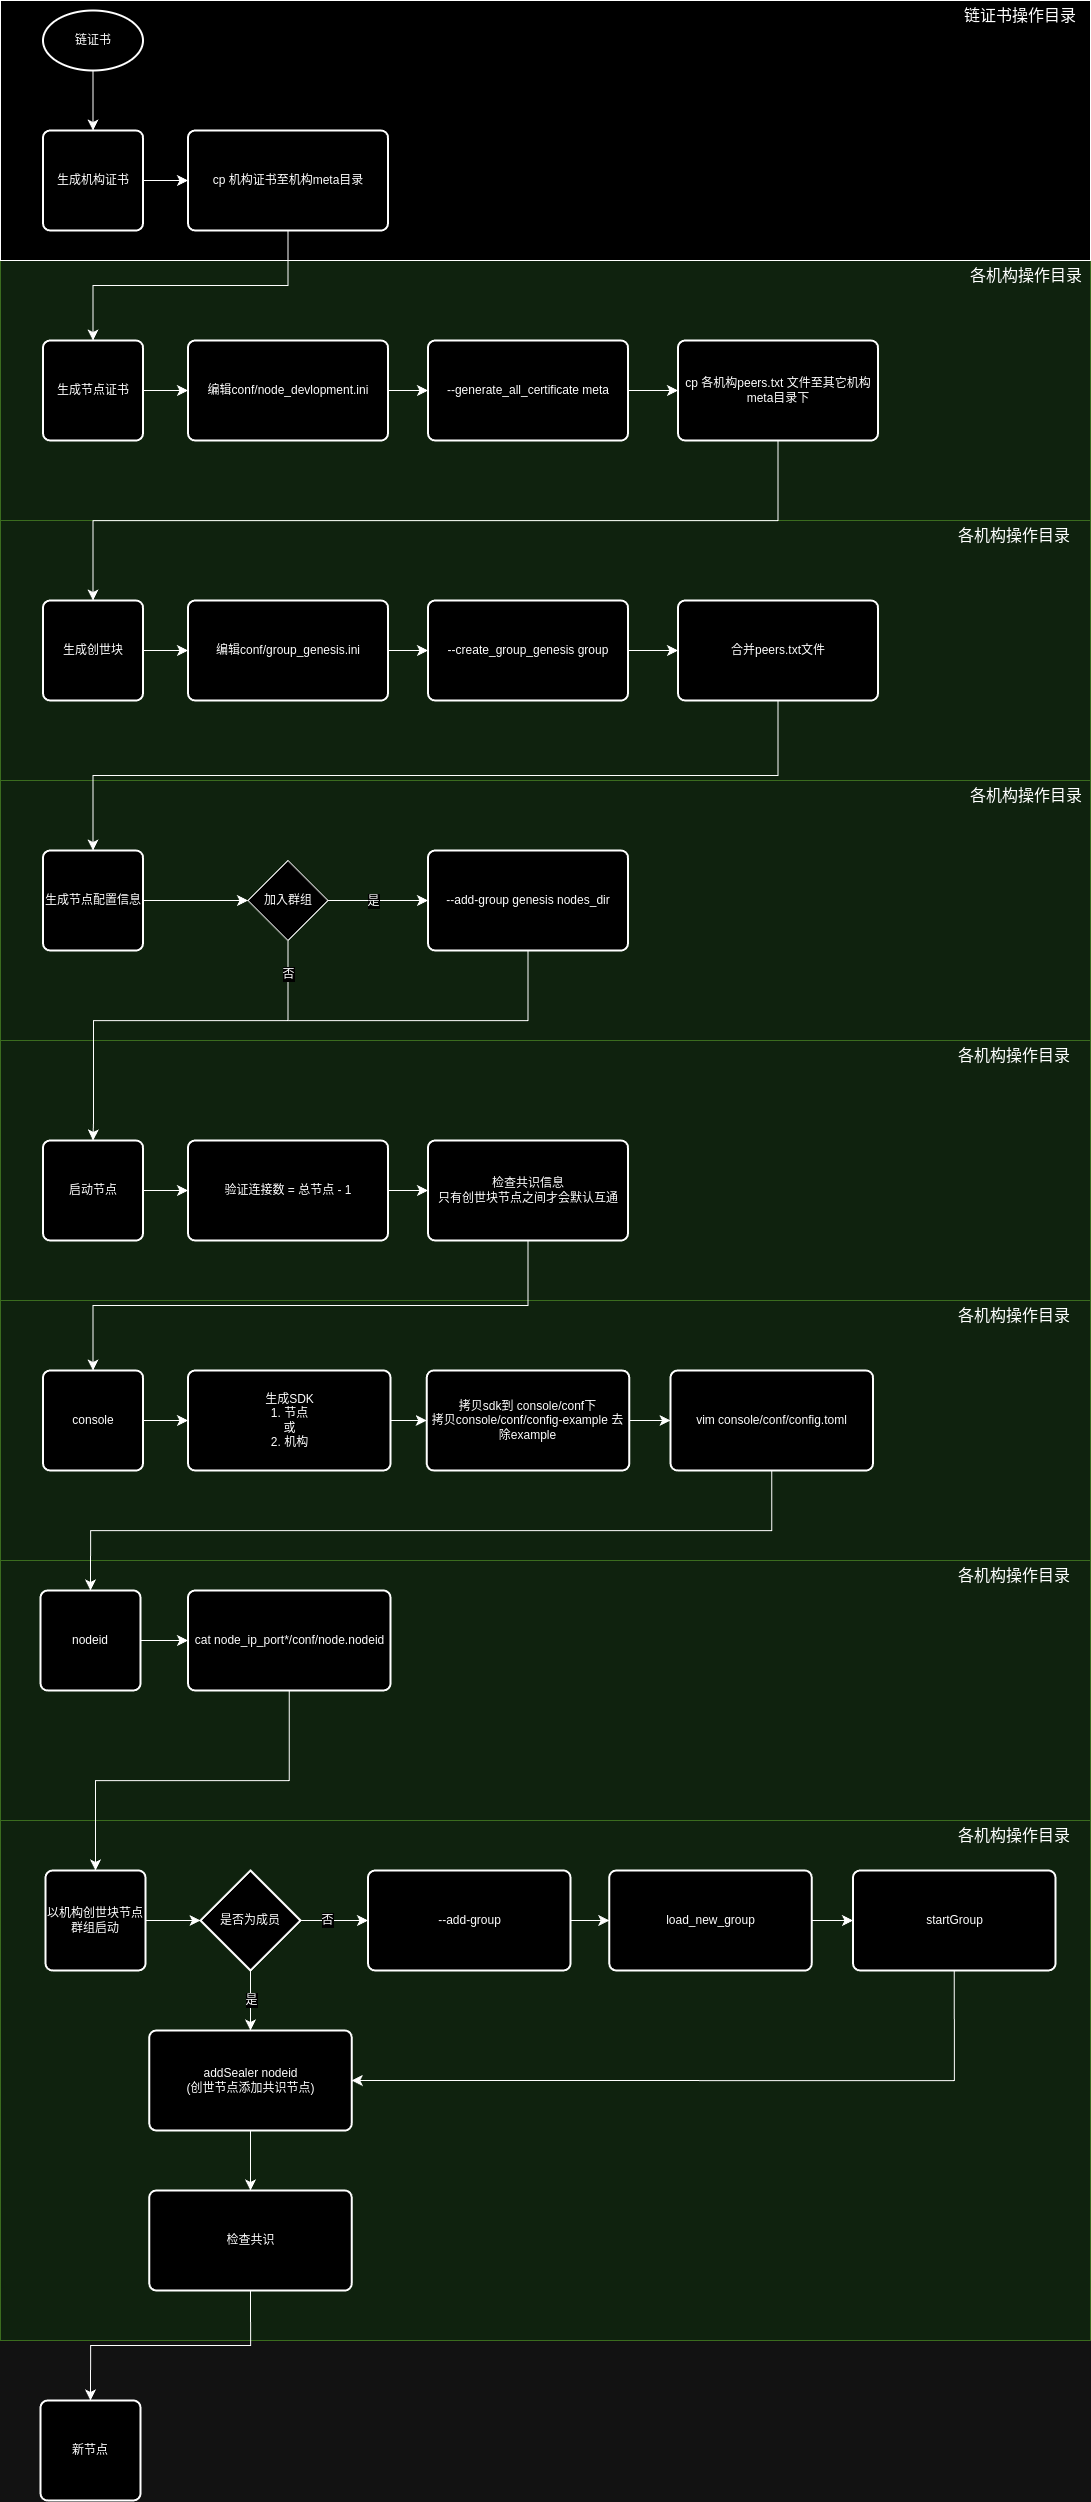 链证书操作目录
链证书
生成机构证书
cp 机构证书至机构meta目录
各机构操作目录
生成节点证书
编辑conf/node_devlopment.ini
--generate_all_certificate meta
cp 各机构peers.txt 文件至其它机构
meta目录下
各机构操作目录
生成创世块
编辑conf/group_genesis.ini
--create_group_genesis group
合并peers.txt文件
各机构操作目录
生成节点配置信息
加入群组
是
--add-group genesis nodes_dir
否
各机构操作目录
启动节点
验证连接数 = 总节点 - 1
检查共识信息
只有创世块节点之间才会默认互通
各机构操作目录
console
生成SDK
1. 节点
或
2. 机构
拷贝sdk到 console/conf下
拷贝console/conf/config-example 去
除example
vim console/conf/config.toml
各机构操作目录
nodeid
cat node_ip_port*/conf/node.nodeid
各机构操作目录
以机构创世块节点
群组启动
是否为成员
否
--add-group
load_new_group
startGroup
是
addSealer nodeid
(创世节点添加共识节点)
检查共识
新节点